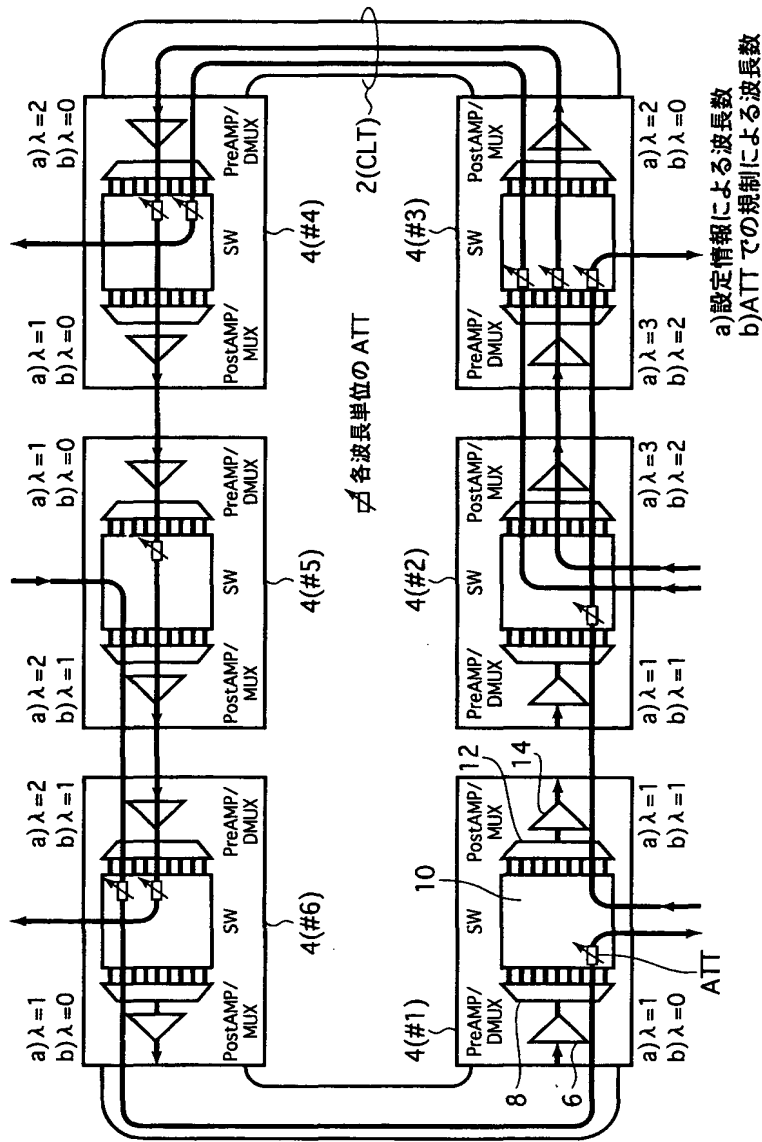 a)λ=1
b)λ=0
a)λ=2
b)λ=1
a)λ=2
b)λ=1
a)λ=1
b)λ=0
a)λ=1
b)λ=0
a)λ=2
b)λ=0
PostAMP/
MUX
SW
PreAMP/
DMUX
PostAMP/
MUX
SW
PreAMP/
DMUX
PostAMP/
MUX
SW
PreAMP/
DMUX
4(#6)
4(#5)
4(#4)
各波長単位の ATT
2(CLT)
4(#1)
10
12
14
4(#2)
4(#3)
PreAMP/
DMUX
SW
PostAMP/
MUX
PreAMP/
DMUX
SW
PostAMP/
MUX
PreAMP/
DMUX
SW
PostAMP/
MUX
8
6
a)λ=1
b)λ=0
ATT
a)λ=1
b)λ=1
a)λ=1
b)λ=1
a)λ=3
b)λ=2
a)λ=3
b)λ=2
a)λ=2
b)λ=0
a)設定情報による波長数
b)ATT での規制による波長数